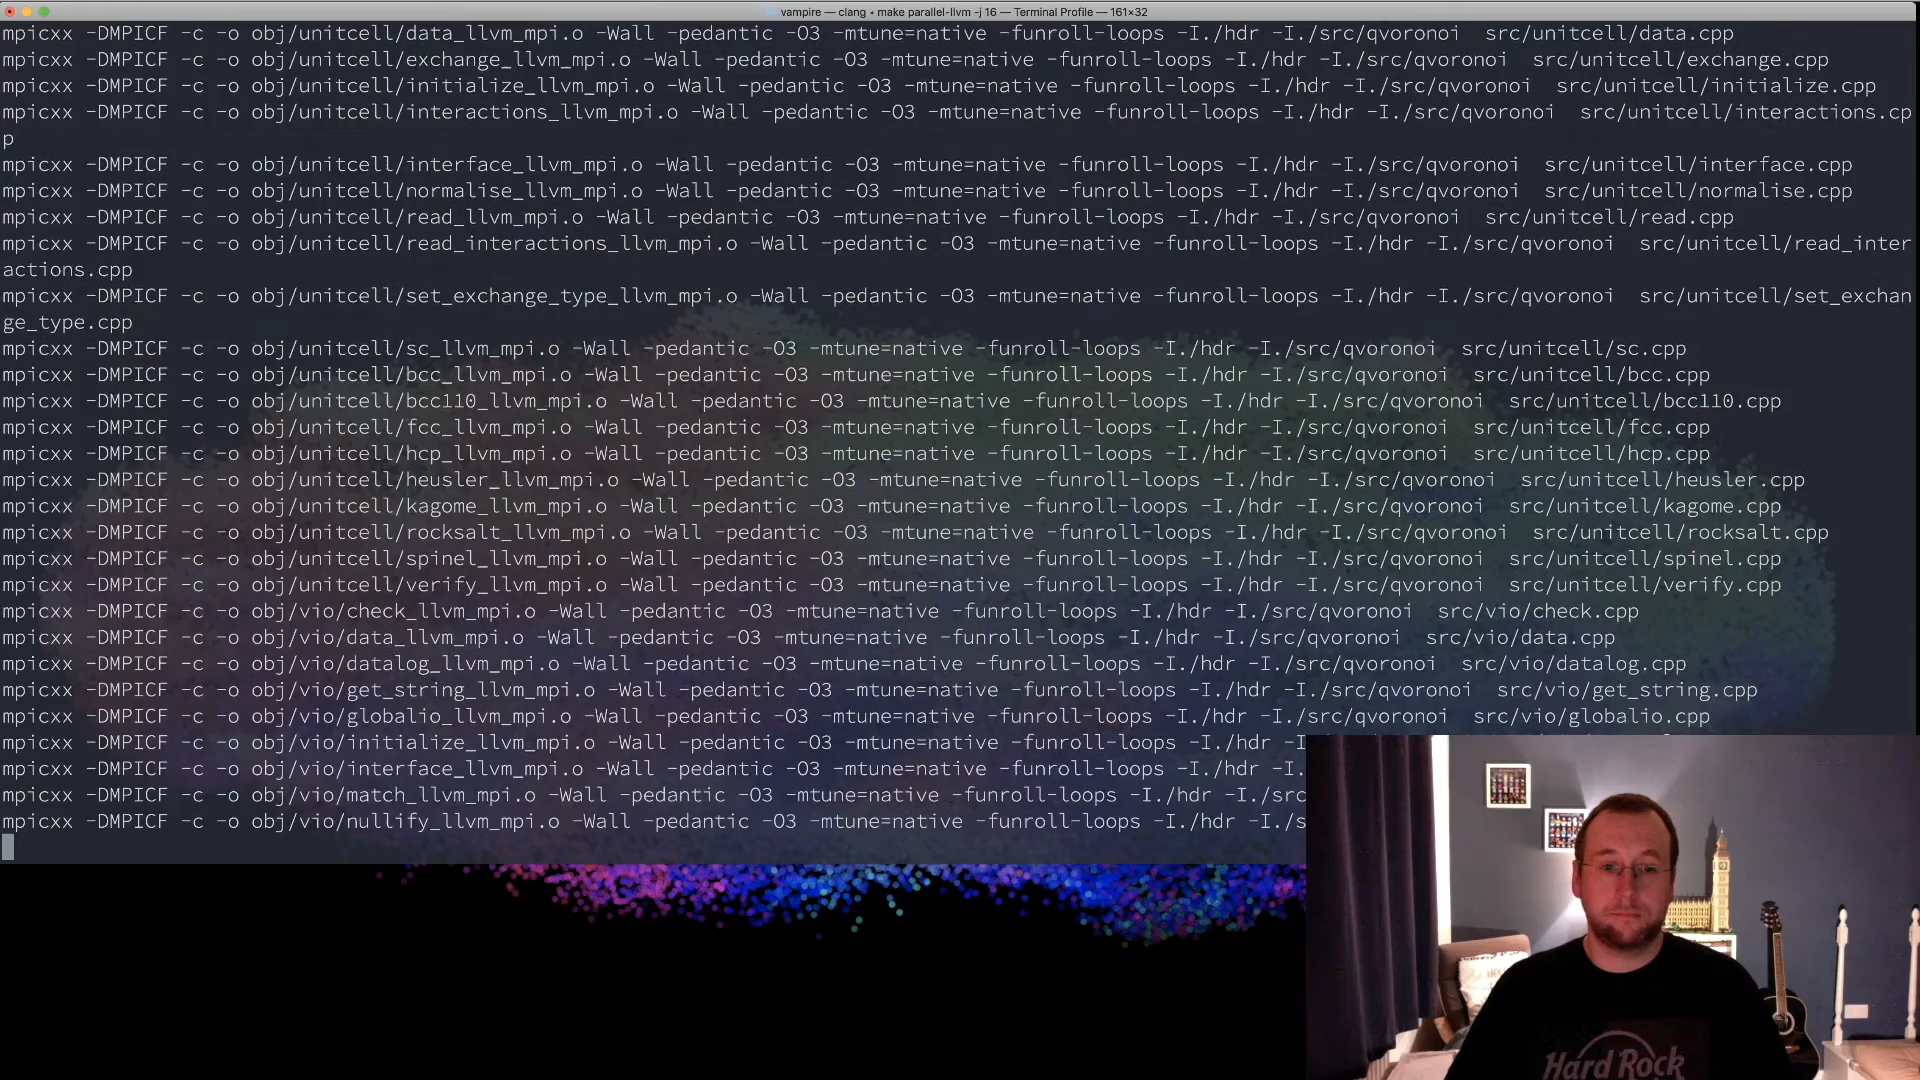 vampire — clang ◂ make parallel-llvm -j 16 — Terminal Profile — 161×32
mpicxx -DMPICF -c -o obj/unitcell/data_llvm_mpi.o -Wall -pedantic -O3 -mtune=native -funroll-loops -I./hdr -I./src/qvoronoi  src/unitcell/data.cpp
mpicxx -DMPICF -c -o obj/unitcell/exchange_llvm_mpi.o -Wall -pedantic -O3 -mtune=native -funroll-loops -I./hdr -I./src/qvoronoi  src/unitcell/exchange.cpp
mpicxx -DMPICF -c -o obj/unitcell/initialize_llvm_mpi.o -Wall -pedantic -O3 -mtune=native -funroll-loops -I./hdr -I./src/qvoronoi  src/unitcell/initialize.cpp
mpicxx -DMPICF -c -o obj/unitcell/interactions_llvm_mpi.o -Wall -pedantic -O3 -mtune=native -funroll-loops -I./hdr -I./src/qvoronoi  src/unitcell/interactions.cp
p
mpicxx -DMPICF -c -o obj/unitcell/interface_llvm_mpi.o -Wall -pedantic -O3 -mtune=native -funroll-loops -I./hdr -I./src/qvoronoi  src/unitcell/interface.cpp
mpicxx -DMPICF -c -o obj/unitcell/normalise_llvm_mpi.o -Wall -pedantic -O3 -mtune=native -funroll-loops -I./hdr -I./src/qvoronoi  src/unitcell/normalise.cpp
mpicxx -DMPICF -c -o obj/unitcell/read_llvm_mpi.o -Wall -pedantic -O3 -mtune=native -funroll-loops -I./hdr -I./src/qvoronoi  src/unitcell/read.cpp
mpicxx -DMPICF -c -o obj/unitcell/read_interactions_llvm_mpi.o -Wall -pedantic -O3 -mtune=native -funroll-loops -I./hdr -I./src/qvoronoi  src/unitcell/read_inter
actions.cpp
mpicxx -DMPICF -c -o obj/unitcell/set_exchange_type_llvm_mpi.o -Wall -pedantic -O3 -mtune=native -funroll-loops -I./hdr -I./src/qvoronoi  src/unitcell/set_exchan
ge_type.cpp
mpicxx -DMPICF -c -o obj/unitcell/sc_llvm_mpi.o -Wall -pedantic -O3 -mtune=native -funroll-loops -I./hdr -I./src/qvoronoi  src/unitcell/sc.cpp
mpicxx -DMPICF -c -o obj/unitcell/bcc_llvm_mpi.o -Wall -pedantic -O3 -mtune=native -funroll-loops -I./hdr -I./src/qvoronoi  src/unitcell/bcc.cpp
mpicxx -DMPICF -c -o obj/unitcell/bcc110_llvm_mpi.o -Wall -pedantic -O3 -mtune=native -funroll-loops -I./hdr -I./src/qvoronoi  src/unitcell/bcc110.cpp
mpicxx -DMPICF -c -o obj/unitcell/fcc_llvm_mpi.o -Wall -pedantic -O3 -mtune=native -funroll-loops -I./hdr -I./src/qvoronoi  src/unitcell/fcc.cpp
mpicxx -DMPICF -c -o obj/unitcell/hcp_llvm_mpi.o -Wall -pedantic -O3 -mtune=native -funroll-loops -I./hdr -I./src/qvoronoi  src/unitcell/hcp.cpp
mpicxx -DMPICF -c -o obj/unitcell/heusler_llvm_mpi.o -Wall -pedantic -O3 -mtune=native -funroll-loops -I./hdr -I./src/qvoronoi  src/unitcell/heusler.cpp
mpicxx -DMPICF -c -o obj/unitcell/kagome_llvm_mpi.o -Wall -pedantic -O3 -mtune=native -funroll-loops -I./hdr -I./src/qvoronoi  src/unitcell/kagome.cpp
mpicxx -DMPICF -c -o obj/unitcell/rocksalt_llvm_mpi.o -Wall -pedantic -O3 -mtune=native -funroll-loops -I./hdr -I./src/qvoronoi  src/unitcell/rocksalt.cpp
mpicxx -DMPICF -c -o obj/unitcell/spinel_llvm_mpi.o -Wall -pedantic -O3 -mtune=native -funroll-loops -I./hdr -I./src/qvoronoi  src/unitcell/spinel.cpp
mpicxx -DMPICF -c -o obj/unitcell/verify_llvm_mpi.o -Wall -pedantic -O3 -mtune=native -funroll-loops -I./hdr -I./src/qvoronoi  src/unitcell/verify.cpp
mpicxx -DMPICF -c -o obj/vio/check_llvm_mpi.o -Wall -pedantic -O3 -mtune=native -funroll-loops -I./hdr -I./src/qvoronoi  src/vio/check.cpp
mpicxx -DMPICF -c -o obj/vio/data_llvm_mpi.o -Wall -pedantic -O3 -mtune=native -funroll-loops -I./hdr -I./src/qvoronoi  src/vio/data.cpp
mpicxx -DMPICF -c -o obj/vio/datalog_llvm_mpi.o -Wall -pedantic -O3 -mtune=native -funroll-loops -I./hdr -I./src/qvoronoi  src/vio/datalog.cpp
mpicxx -DMPICF -c -o obj/vio/get_string_llvm_mpi.o -Wall -pedantic -O3 -mtune=native -funroll-loops -I./hdr -I./src/qvoronoi  src/vio/get_string.cpp
mpicxx -DMPICF -c -o obj/vio/globalio_llvm_mpi.o -Wall -pedantic -O3 -mtune=native -funroll-loops -I./hdr -I./src/qvoronoi  src/vio/globalio.cpp
mpicxx -DMPICF -c -o obj/vio/initialize_llvm_mpi.o -Wall -pedantic -O3 -mtune=native -funroll-loops -I./hdr -I
mpicxx -DMPICF -c -o obj/vio/interface_llvm_mpi.o -Wall -pedantic -O3 -mtune=native -funroll-loops -I./hdr -I.
mpicxx -DMPICF -c -o obj/vio/match_llvm_mpi.o -Wall -pedantic -O3 -mtune=native -funroll-loops -I./hdr -I./src
mpicxx -DMPICF -c -o obj/vio/nullify_llvm_mpi.o -Wall -pedantic -O3 -mtune=native -funroll-loops -I./hdr -I./s
Hard Rock